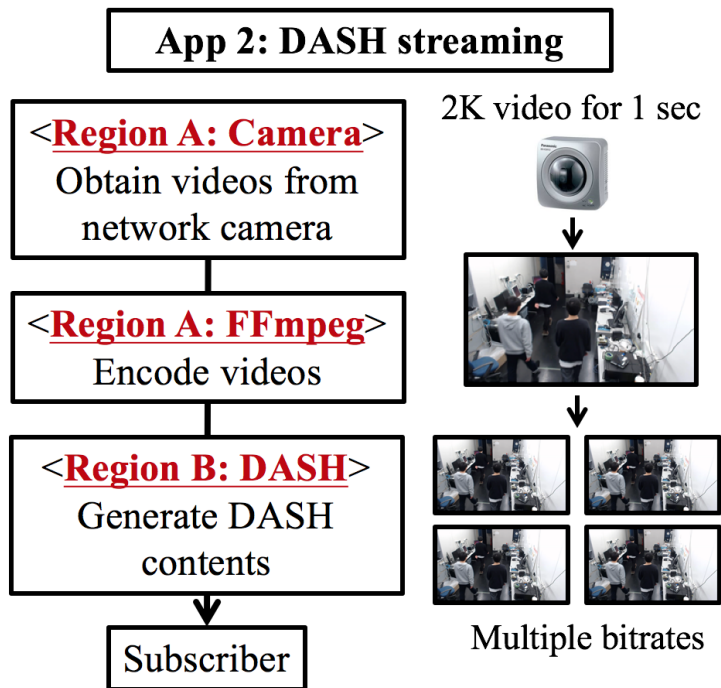 App 2: DASH streaming
<Region A: Camera>
Obtain videos from
network camera
<Region A: FFmpeg>
Encode videos
<Region B: DASH>
Generate DASH
contents
Subscriber
2K video for 1 sec
Panasonic
Multiple bitrates